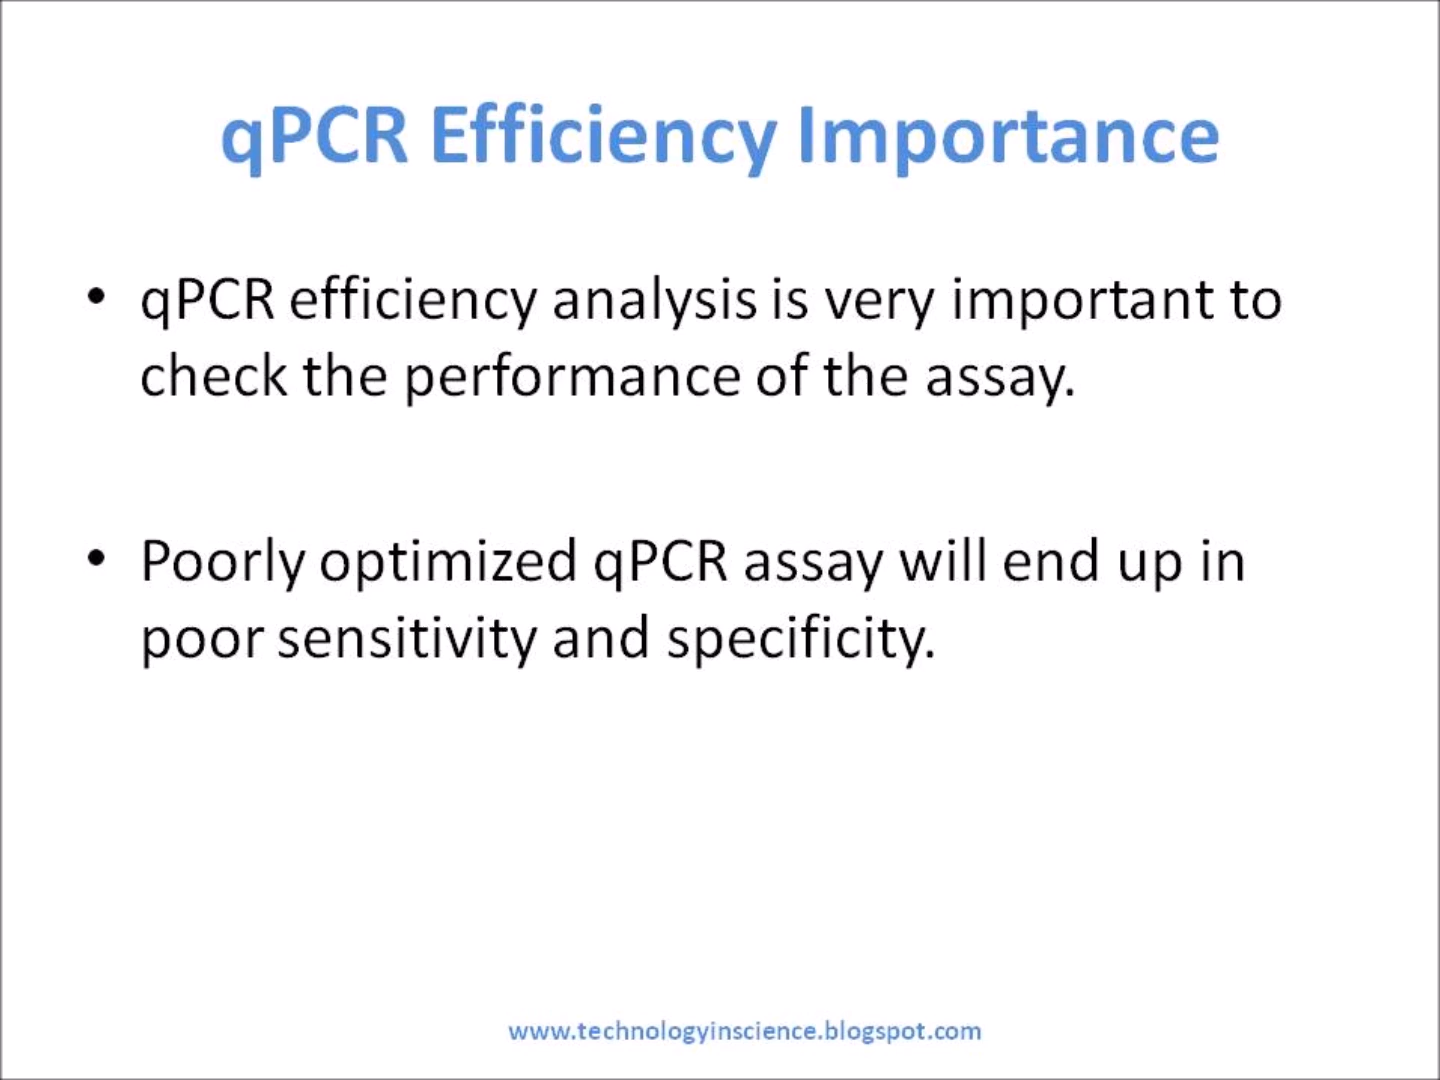 qPCR Efficiency Importance
• qPCR efficiency analysis is very important to
check the performance of the assay.
• Poorly optimized qPCR assay will end up in
poor sensitivity and specificity.
www.technologyinscience.blogspot.com